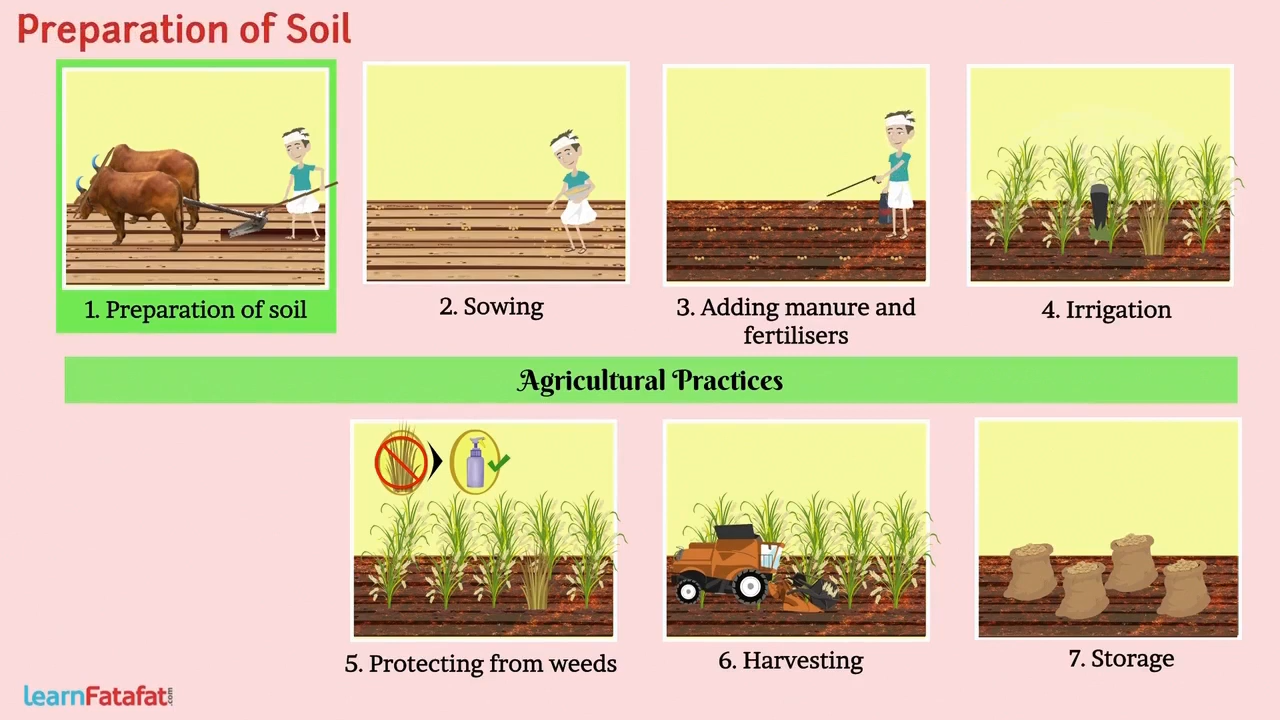 Preparation of Soil
1. Preparation of soil
2. Sowing
3. Adding manure and
fertilisers
4. Irrigation
Agricultural Practices
5. Protecting from weeds
6. Harvesting
7. Storage
learnFatafat.com